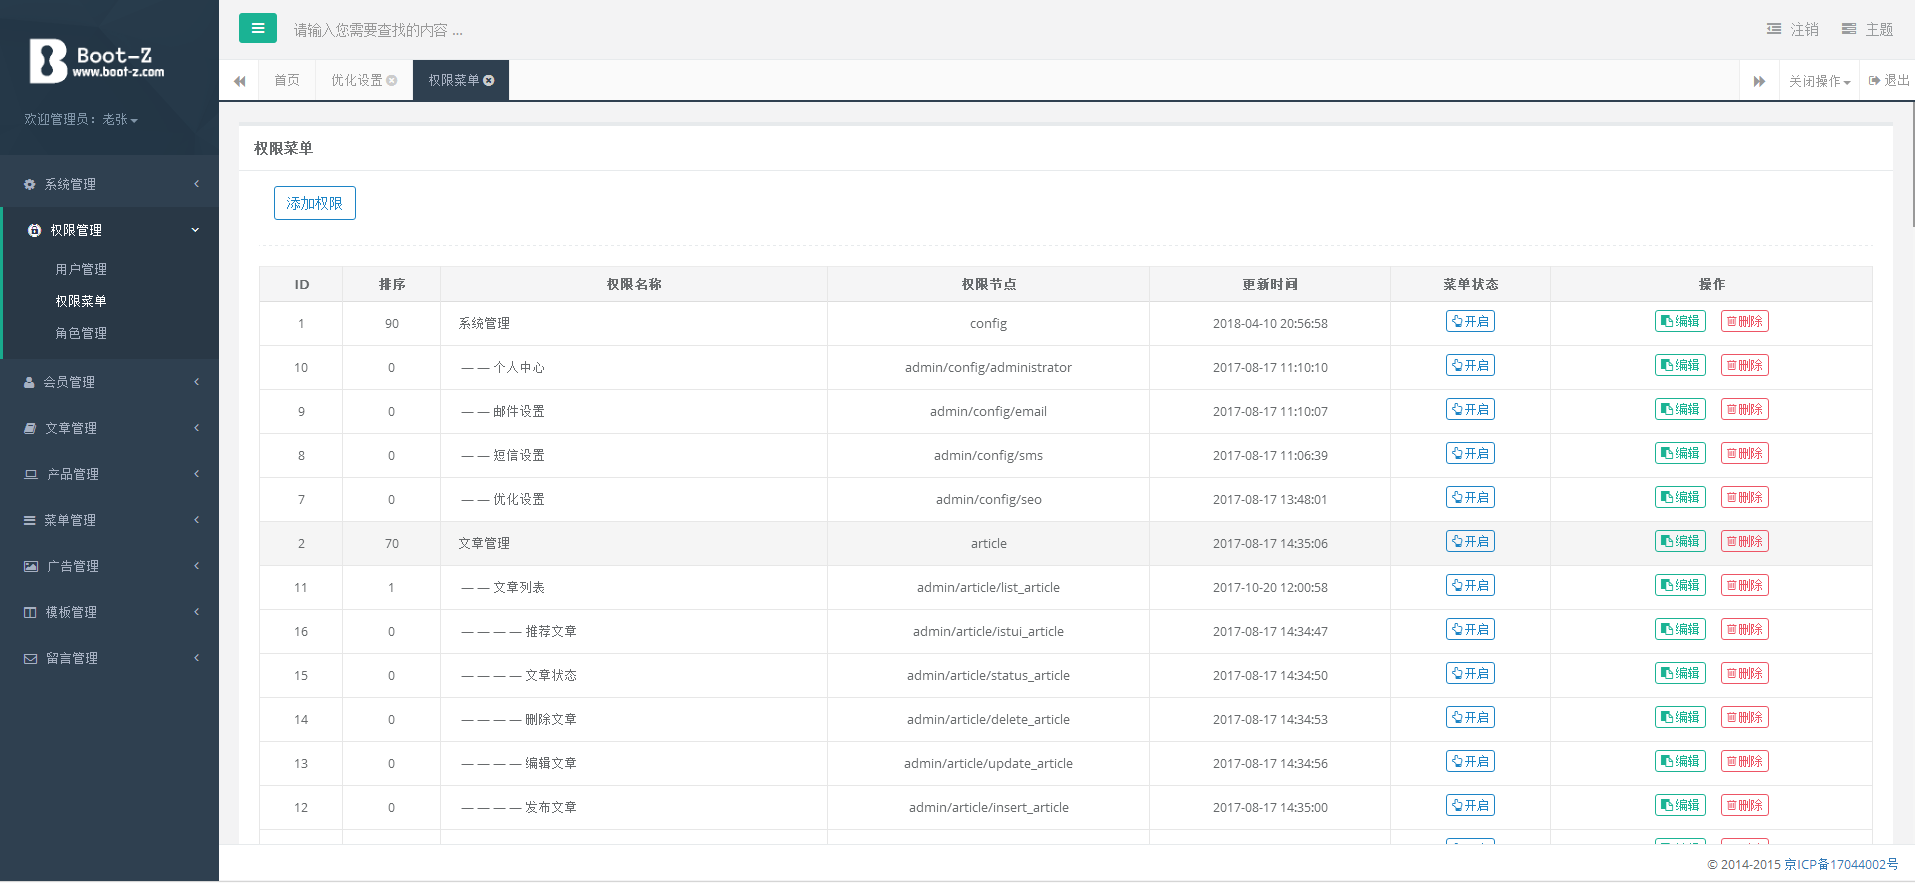 Boot-Z
www.boot-z.com
欢迎管理员：老张
系统管理
权限管理
用户管理
权限菜单
角色管理
会员管理
文章管理
产品管理
菜单管理
广告管理
模板管理
留言管理
请输入您需要查找的内容 ...
注销 主题
首页 优化设置 权限菜单 关闭操作 退出
权限菜单
添加权限
ID 排序 权限名称 权限节点 更新时间 菜单状态 操作
1 90 系统管理 config 2018-04-10 20:56:58 开启 编辑 删除
10 0 — — 个人中心 admin/config/administrator 2017-08-17 11:10:10 开启 编辑 删除
9 0 — — 邮件设置 admin/config/email 2017-08-17 11:10:07 开启 编辑 删除
8 0 — — 短信设置 admin/config/sms 2017-08-17 11:06:39 开启 编辑 删除
7 0 — — 优化设置 admin/config/seo 2017-08-17 13:48:01 开启 编辑 删除
2 70 文章管理 article 2017-08-17 14:35:06 开启 编辑 删除
11 1 — — 文章列表 admin/article/list_article 2017-10-20 12:00:58 开启 编辑 删除
16 0 — — — — 推荐文章 admin/article/istui_article 2017-08-17 14:34:47 开启 编辑 删除
15 0 — — — — 文章状态 admin/article/status_article 2017-08-17 14:34:50 开启 编辑 删除
14 0 — — — — 删除文章 admin/article/delete_article 2017-08-17 14:34:53 开启 编辑 删除
13 0 — — — — 编辑文章 admin/article/update_article 2017-08-17 14:34:56 开启 编辑 删除
12 0 — — — — 发布文章 admin/article/insert_article 2017-08-17 14:35:00 开启 编辑 删除
© 2014-2015 京ICP备17044002号